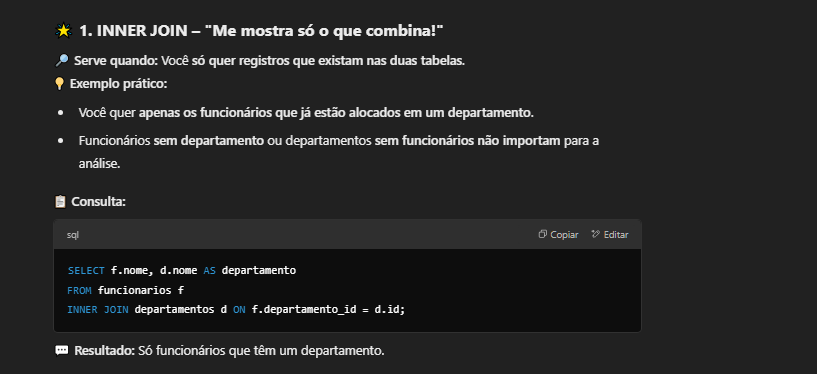 🌟 1. INNER JOIN – "Me mostra só o que combina!"
🔎 Serve quando: Você só quer registros que existam nas duas tabelas.
💡 Exemplo prático:
• Você quer apenas os funcionários que já estão alocados em um departamento.
• Funcionários sem departamento ou departamentos sem funcionários não importam para a
análise.
📋 Consulta:
sql Copiar Editar
SELECT f.nome, d.nome AS departamento
FROM funcionarios f
INNER JOIN departamentos d ON f.departamento_id = d.id;
💬 Resultado: Só funcionários que têm um departamento.